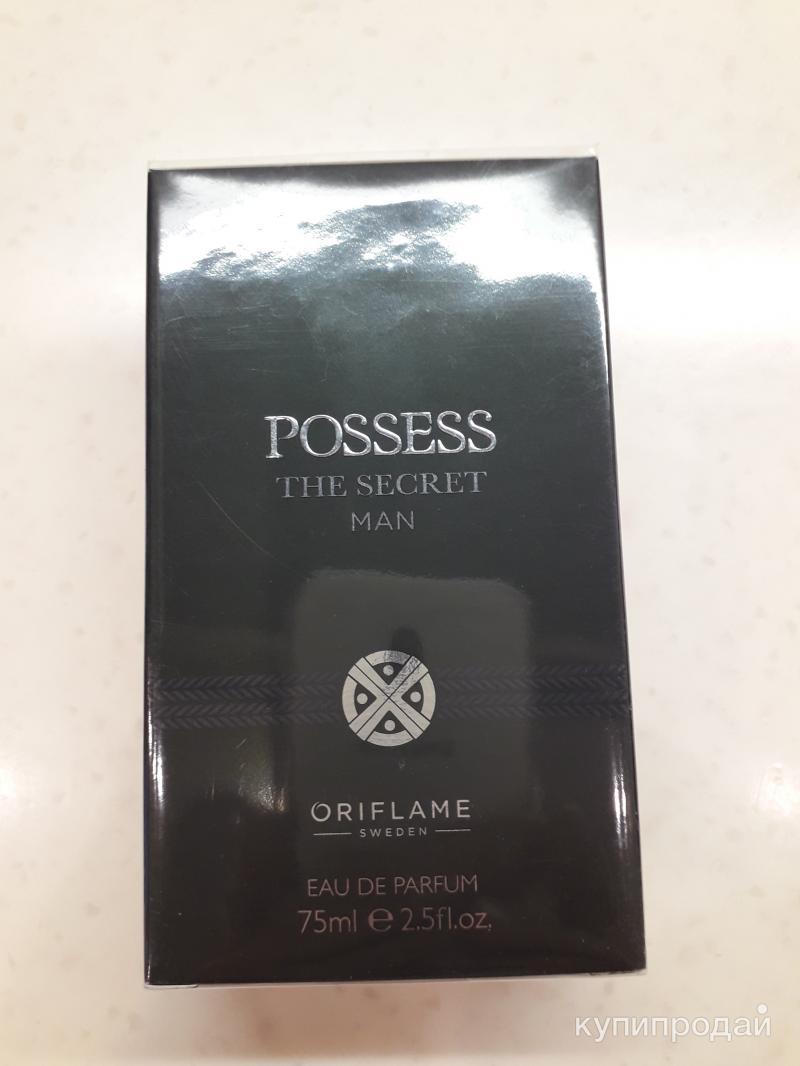 POSSESS
THE SECRET
MAN
ORIFLAME
SWEDEN
EAU DE PARFUM
75ml ℮ 2.5fl.oz.
купипродай